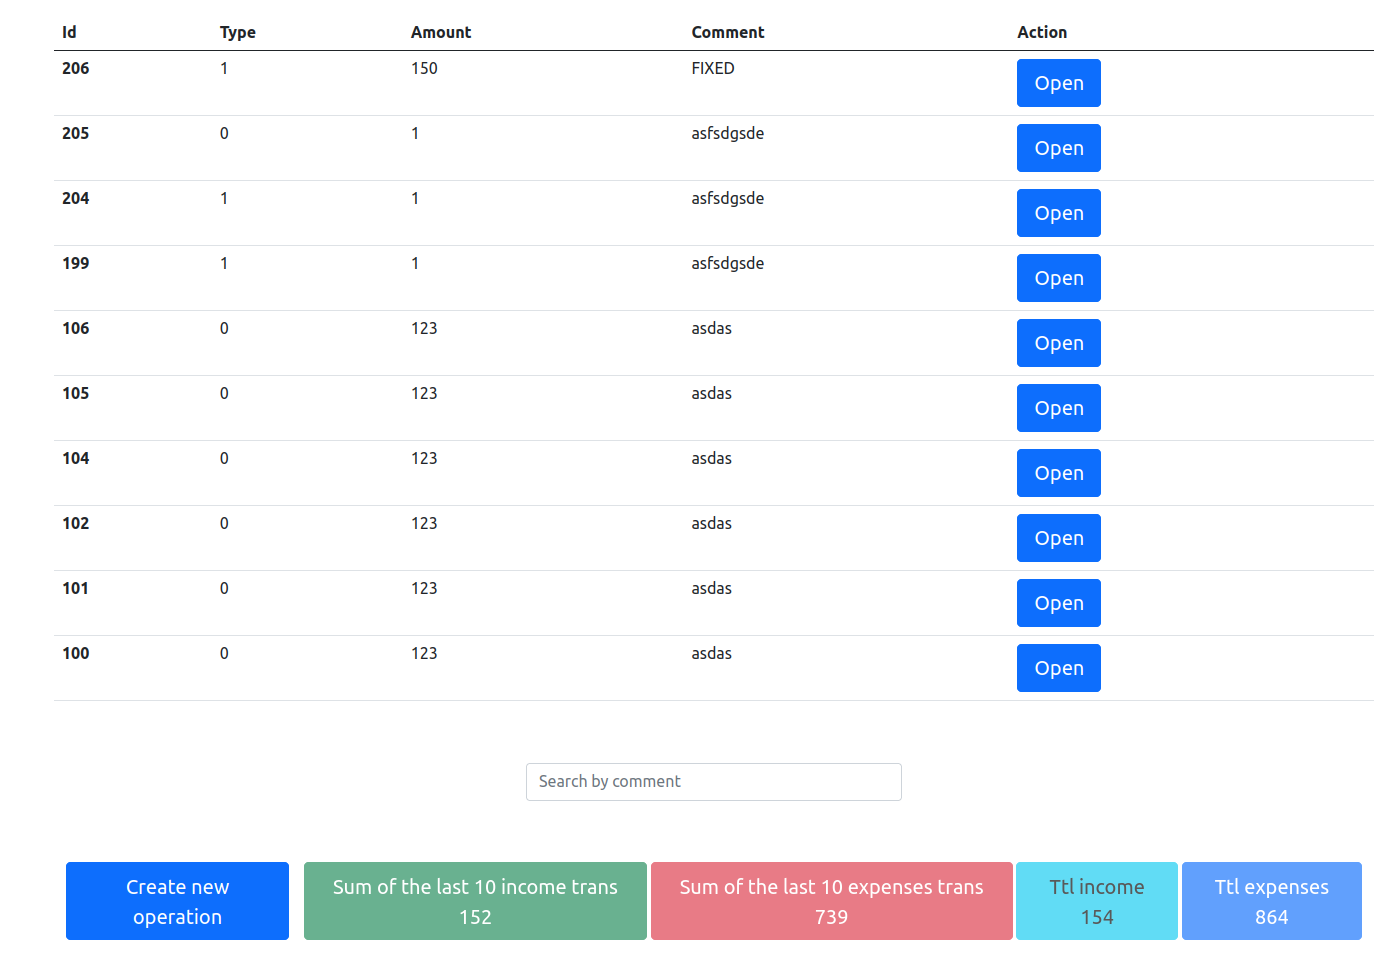 Id Type Amount Comment Action
206 1 150 FIXED Open
205 0 1 asfsdgsde Open
204 1 1 asfsdgsde Open
199 1 1 asfsdgsde Open
106 0 123 asdas Open
105 0 123 asdas Open
104 0 123 asdas Open
102 0 123 asdas Open
101 0 123 asdas Open
100 0 123 asdas Open
Search by comment
Create new
operation
Sum of the last 10 income trans
152
Sum of the last 10 expenses trans
739
Ttl income
154
Ttl expenses
864